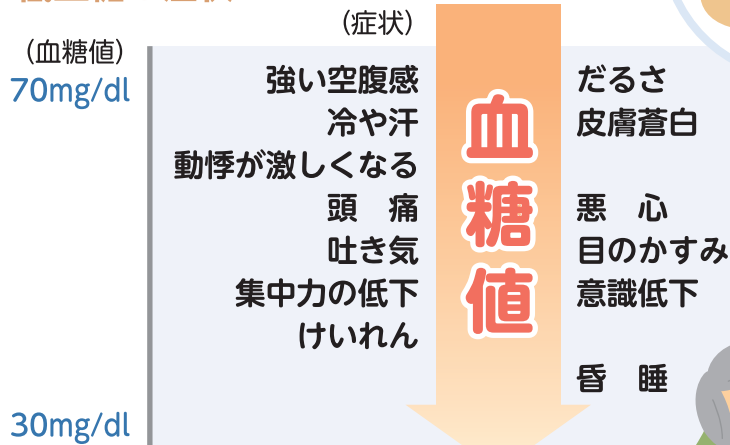 (症状)
(血糖値)
70mg/dl
強い空腹感 だるさ
冷や汗 皮膚蒼白
動悸が激しくなる
頭 痛 悪 心
吐き気 目のかすみ
集中力の低下 意識低下
けいれん
昏 睡
30mg/dl
血糖値